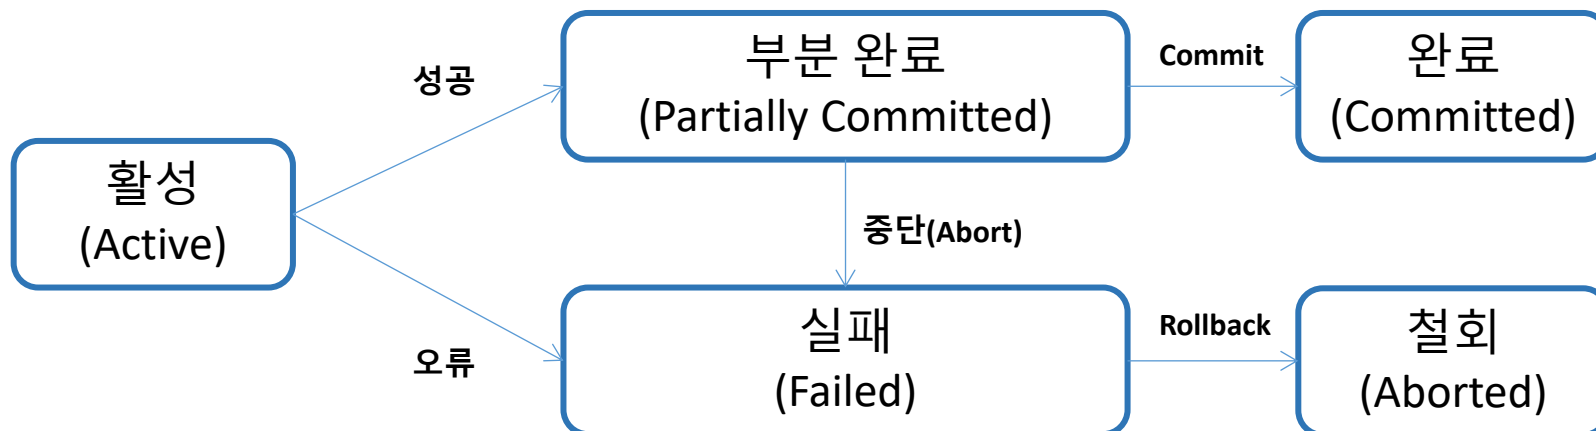 부분 완료
(Partially Committed)
Commit
완료
(Committed)
성공
활성
(Active)
중단(Abort)
오류
실패
(Failed)
Rollback
철회
(Aborted)